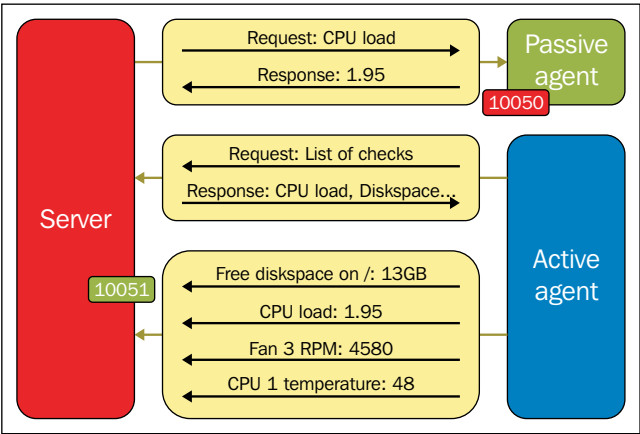 Server
Request: CPU load
Response: 1.95
Passive
agent
10050
Request: List of checks
Response: CPU load, Diskspace...
10051
Free diskspace on /: 13GB
CPU load: 1.95
Fan 3 RPM: 4580
CPU 1 temperature: 48
Active
agent